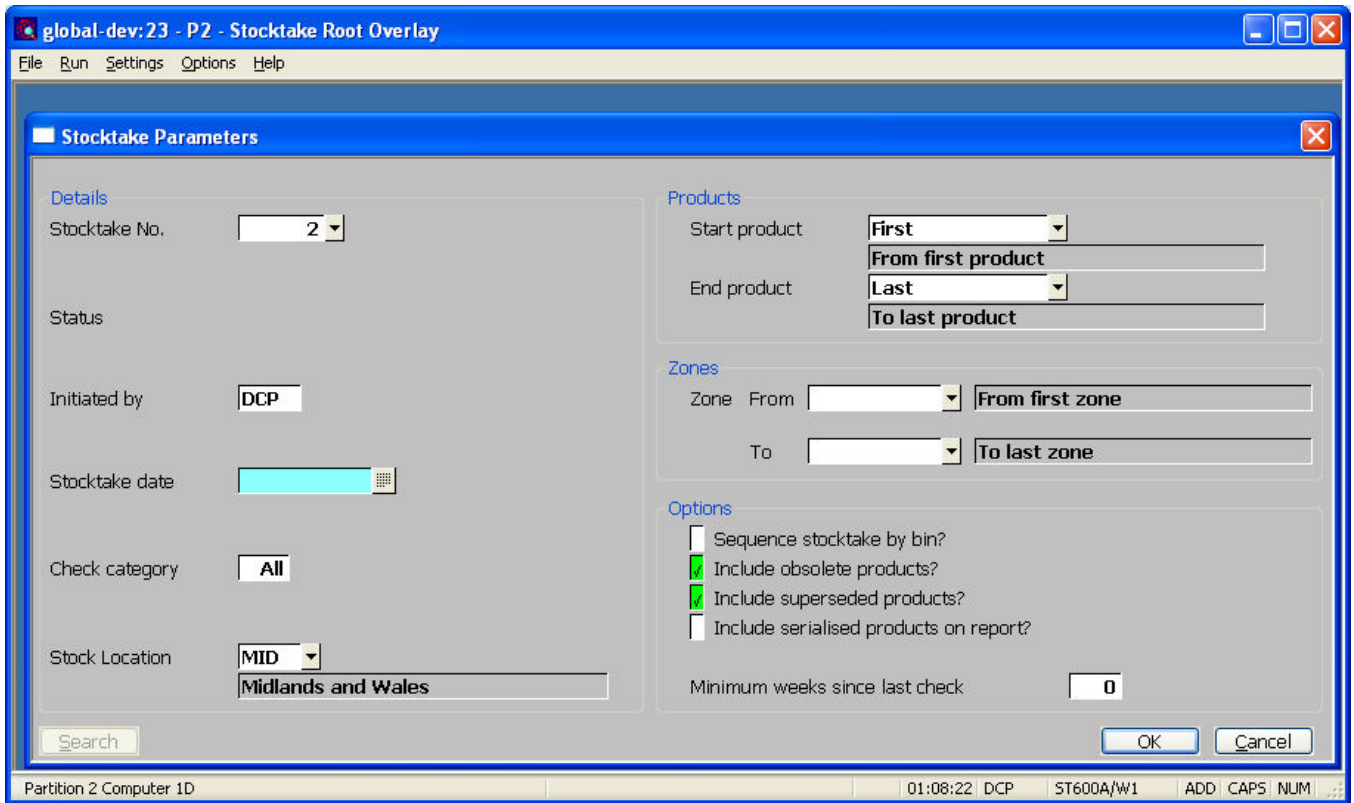 global-dev:23 - P2 - Stocktake Root Overlay
File Run Settings Options Help
Stocktake Parameters
Details
Stocktake No. 2
Status
Initiated by DCP
Stocktake date
Check category All
Stock Location MID
Midlands and Wales
Products
Start product First
From first product
End product Last
To last product
Zones
Zone From From first zone
To To last zone
Options
Sequence stocktake by bin?
Include obsolete products?
Include superseded products?
Include serialised products on report?
Minimum weeks since last check 0
Search OK Cancel
Partition 2 Computer 1D 01:08:22 DCP ST600A/W1 ADD CAPS NUM